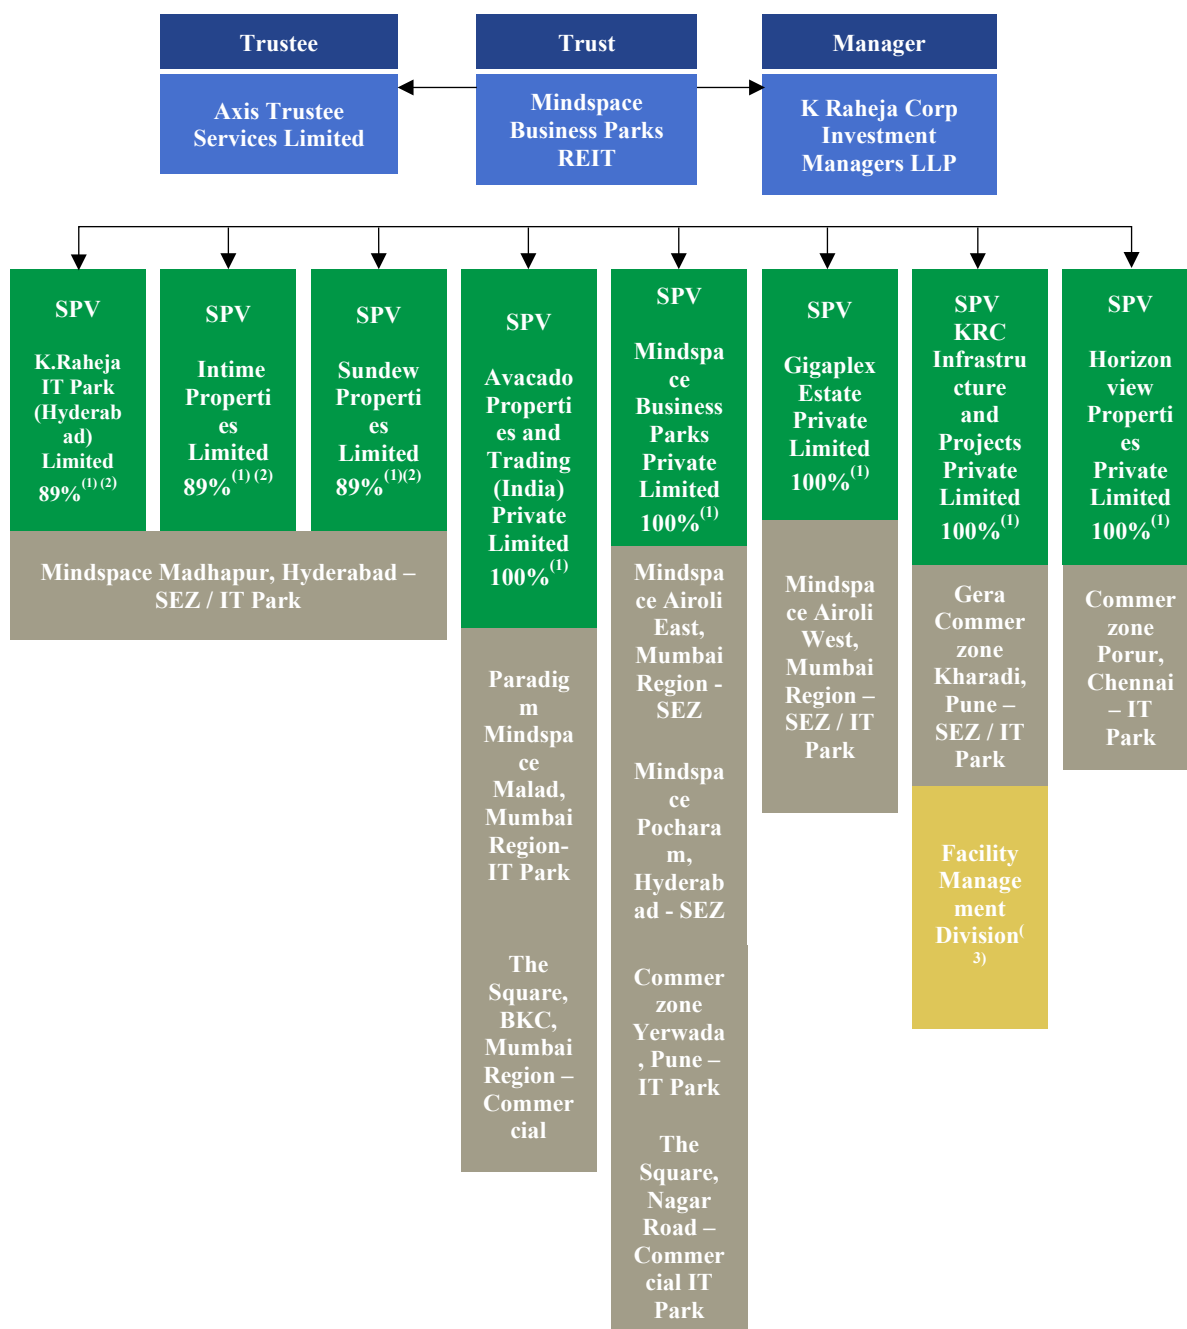 Trustee
Axis Trustee
Services Limited
Trust
Mindspace
Business Parks
REIT
Manager
K Raheja Corp
Investment
Managers LLP
SPV
K.Raheja
IT Park
(Hyderab
ad)
Limited
89%(1) (2)
SPV
Intime
Properti
es
Limited
89%(1) (2)
SPV
Sundew
Properti
es
Limited
89%(1)(2)
Mindspace Madhapur, Hyderabad –
SEZ / IT Park
SPV
Avacado
Properti
es and
Trading
(India)
Private
Limited
100%(1)
Paradig
m
Mindspa
ce
Malad,
Mumbai
Region-
IT Park
The
Square,
BKC,
Mumbai
Region –
Commer
cial
SPV
Mindspa
ce
Business
Parks
Private
Limited
100%(1)
Mindspa
ce Airoli
East,
Mumbai
Region -
SEZ
Mindspa
ce
Pochara
m,
Hyderab
ad - SEZ
Commer
zone
Yerwada
, Pune –
IT Park
The
Square,
Nagar
Road –
Commer
cial IT
Park
SPV
Gigaplex
Estate
Private
Limited
100%(1)
Mindspa
ce Airoli
West,
Mumbai
Region –
SEZ / IT
Park
SPV
KRC
Infrastru
cture
and
Projects
Private
Limited
100%(1)
Gera
Commer
zone
Kharadi,
Pune –
SEZ / IT
Park
Facility
Manage
ment
Division(
3)
SPV
Horizon
view
Properti
es
Private
Limited
100%(1)
Commer
zone
Porur,
Chennai
– IT
Park